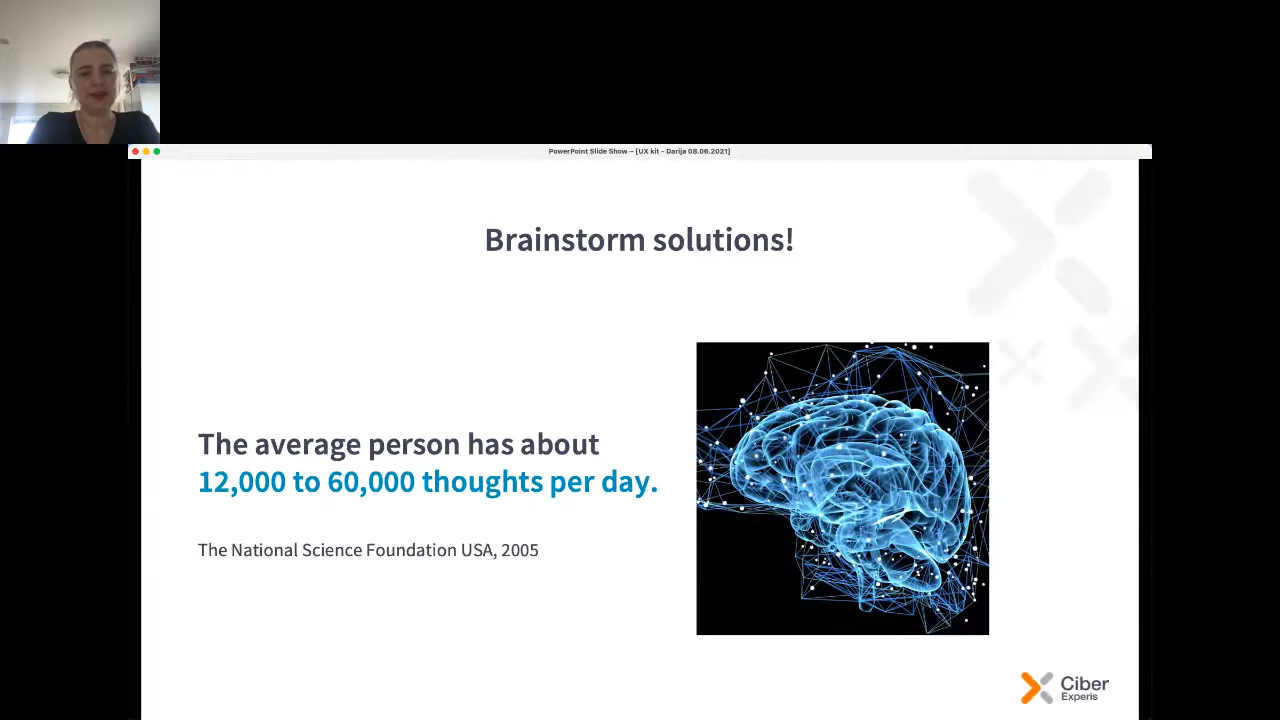 PowerPoint Slide Show – [UX kit - Darija 08.06.2021]
Brainstorm solutions!
The average person has about
12,000 to 60,000 thoughts per day.
The National Science Foundation USA, 2005
Ciber
Experis